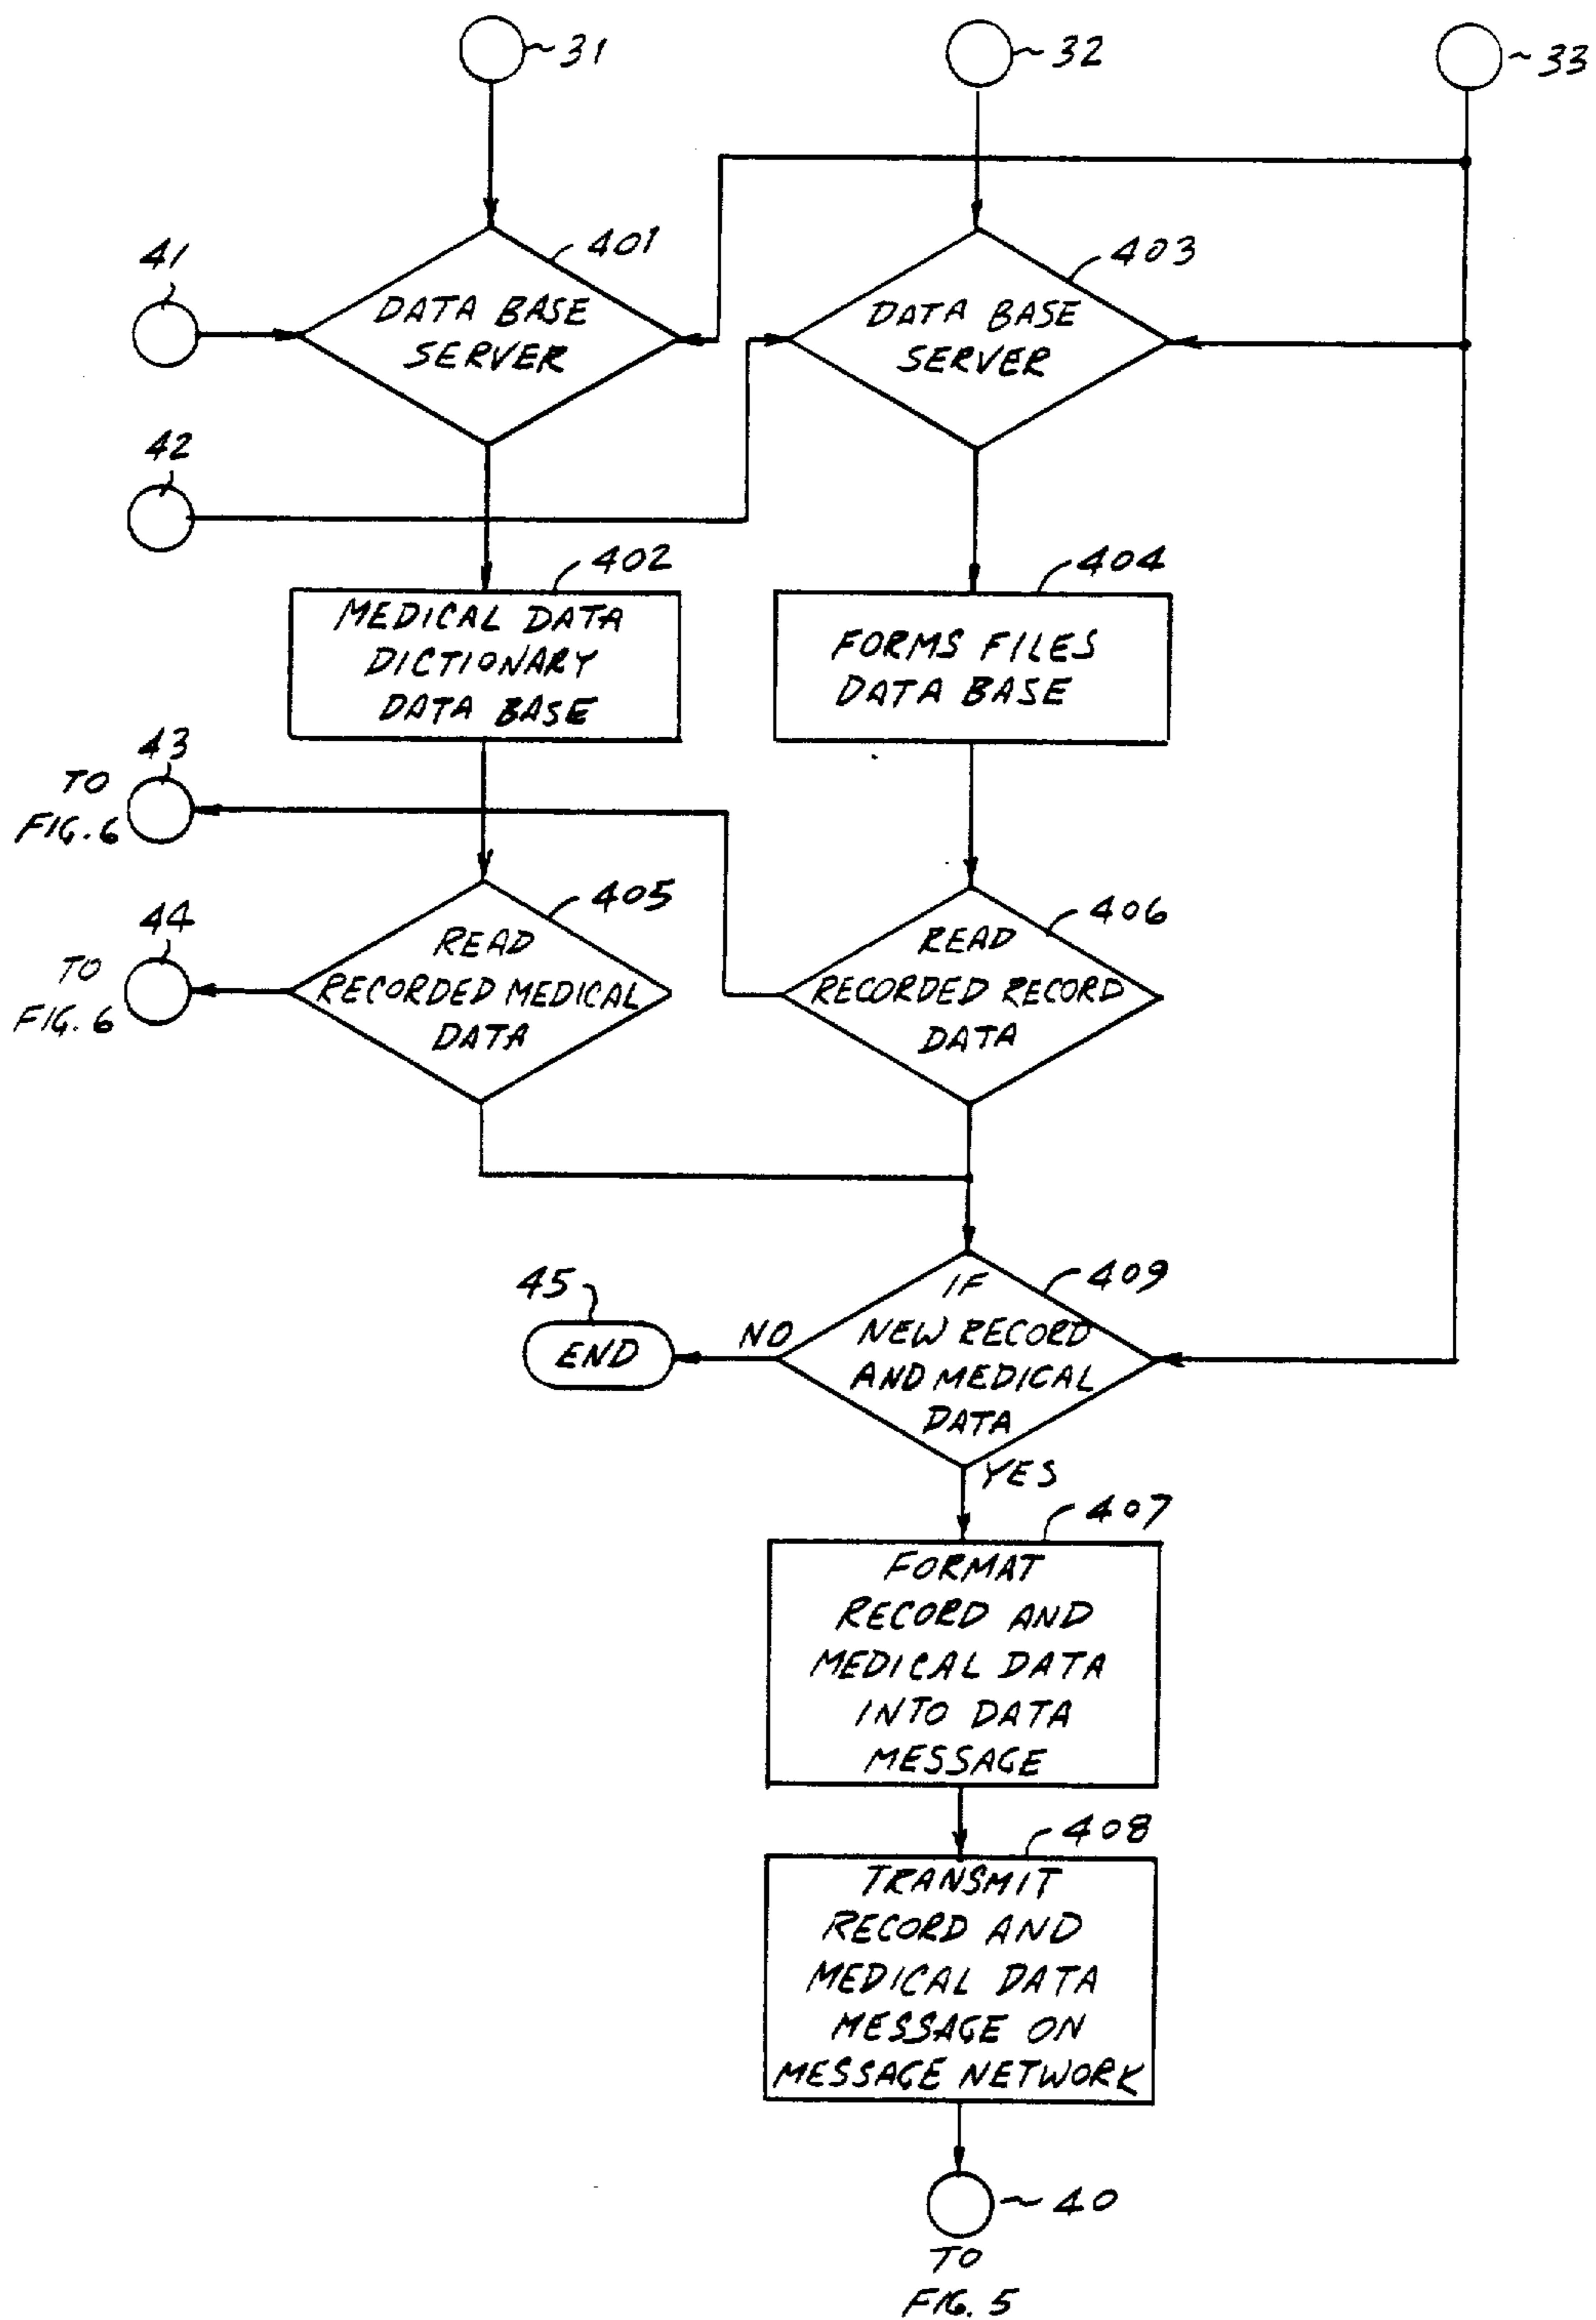 ~31
~32
~33
401
403
41
DATA BASE
SERVER
DATA BASE
SERVER
42
402
404
MEDICAL DATA
DICTIONARY
DATA BASE
FORMS FILES
DATA BASE
43
TO
FIG. 6
405
406
44
TO
FIG. 6
READ
RECORDED MEDICAL
DATA
READ
RECORDED RECORD
DATA
409
45
END
NO
IF
NEW RECORD
AND MEDICAL
DATA
YES
407
FORMAT
RECORD AND
MEDICAL DATA
INTO DATA
MESSAGE
408
TRANSMIT
RECORD AND
MEDICAL DATA
MESSAGE ON
MESSAGE NETWORK
~40
TO
FIG. 5